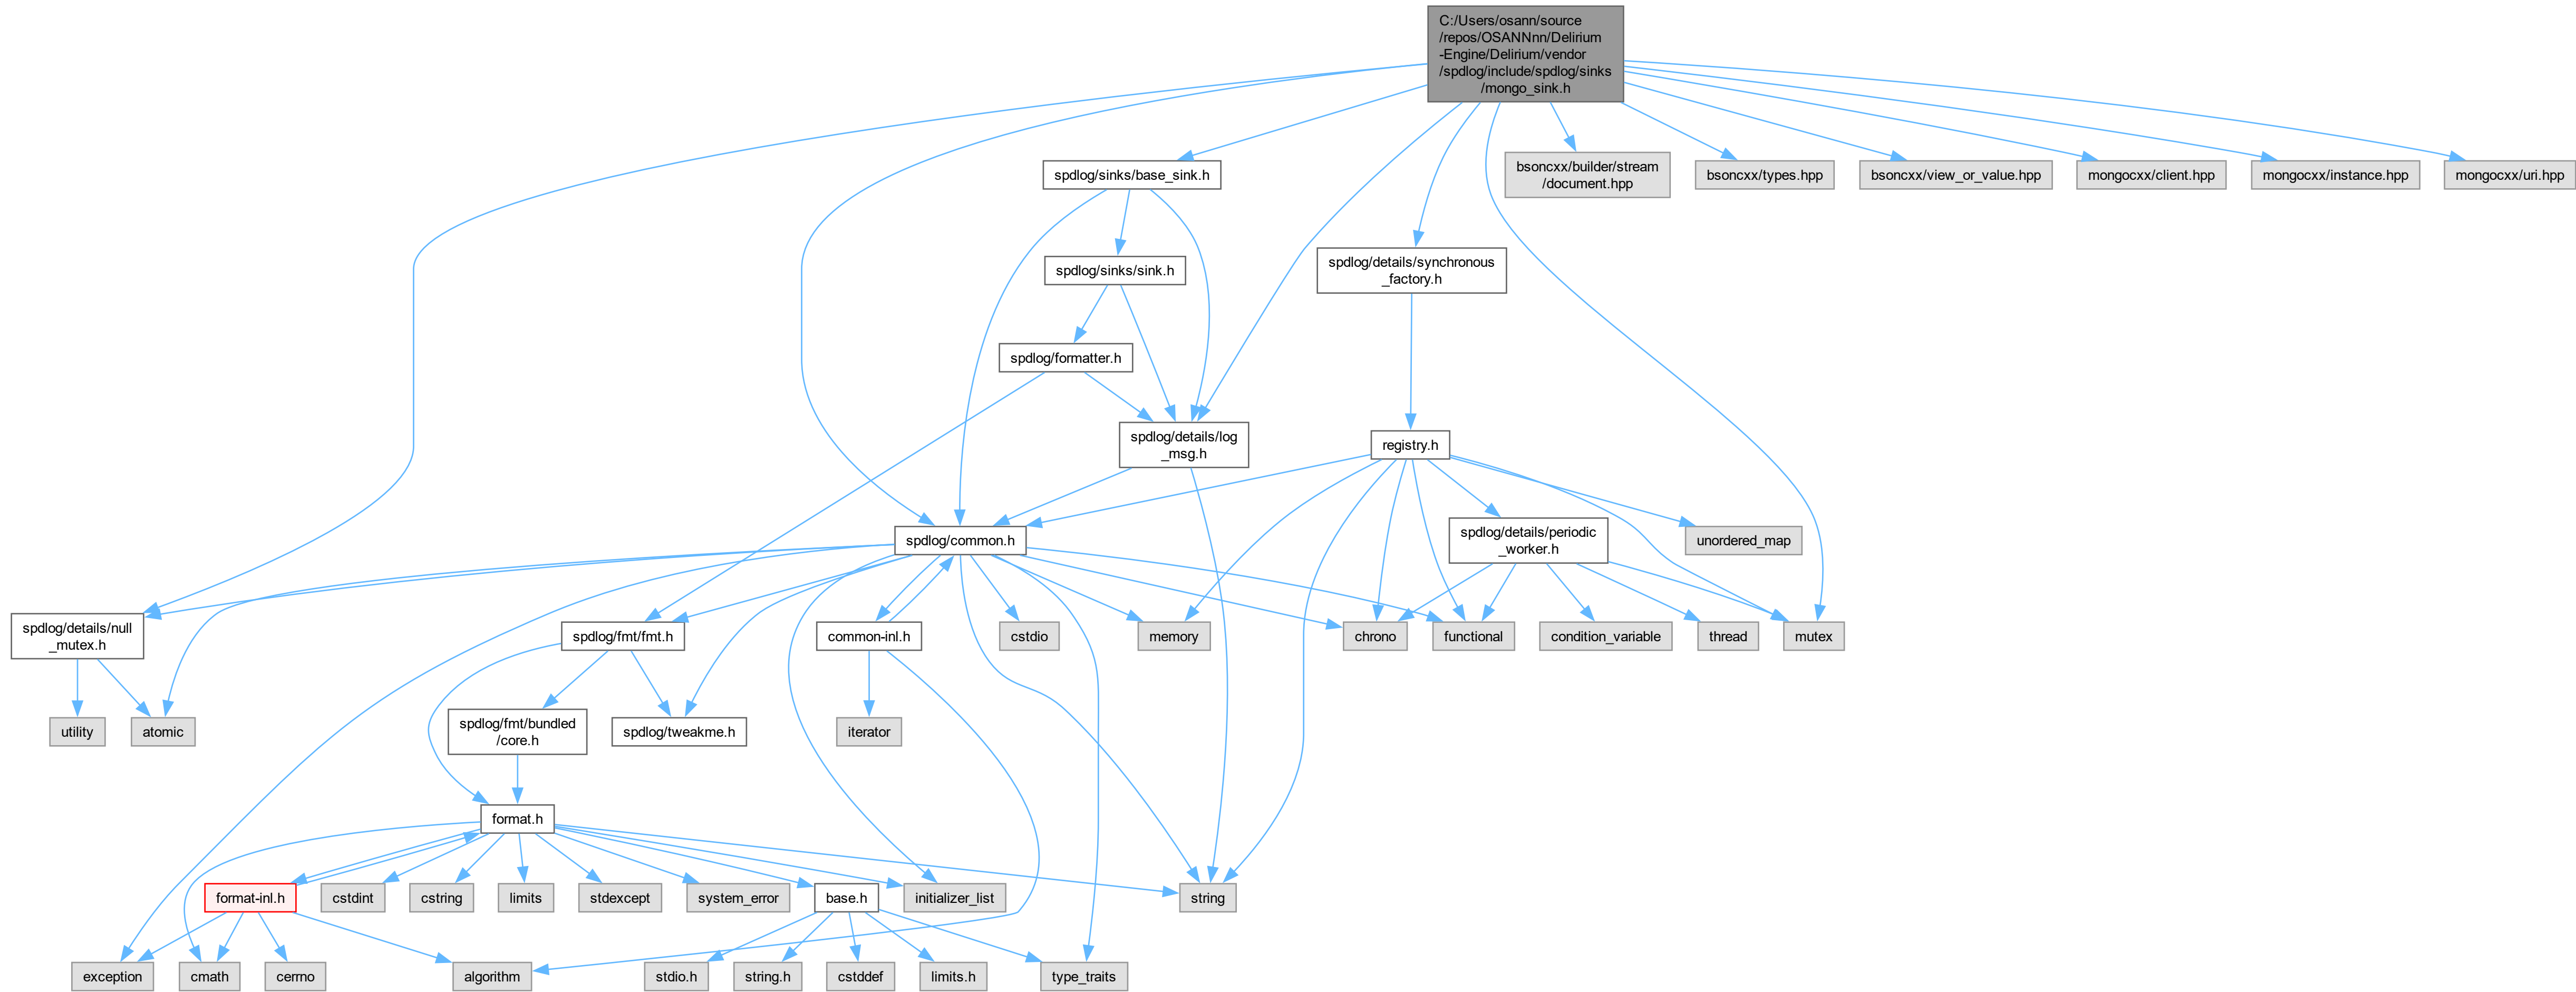 C:/Users/osann/source
/repos/OSANNnn/Delirium
-Engine/Delirium/vendor
/spdlog/include/spdlog/sinks
/mongo_sink.h
spdlog/sinks/base_sink.h
bsoncxx/builder/stream
/document.hpp
bsoncxx/types.hpp
bsoncxx/view_or_value.hpp
mongocxx/client.hpp
mongocxx/instance.hpp
mongocxx/uri.hpp
spdlog/sinks/sink.h
spdlog/details/synchronous
_factory.h
spdlog/formatter.h
spdlog/details/log
_msg.h
registry.h
spdlog/common.h
spdlog/details/periodic
_worker.h
unordered_map
spdlog/details/null
_mutex.h
spdlog/fmt/fmt.h
common-inl.h
cstdio
memory
chrono
functional
condition_variable
thread
mutex
utility
atomic
spdlog/fmt/bundled
/core.h
spdlog/tweakme.h
iterator
format.h
format-inl.h
cstdint
cstring
limits
stdexcept
system_error
base.h
initializer_list
string
exception
cmath
cerrno
algorithm
stdio.h
string.h
cstddef
limits.h
type_traits